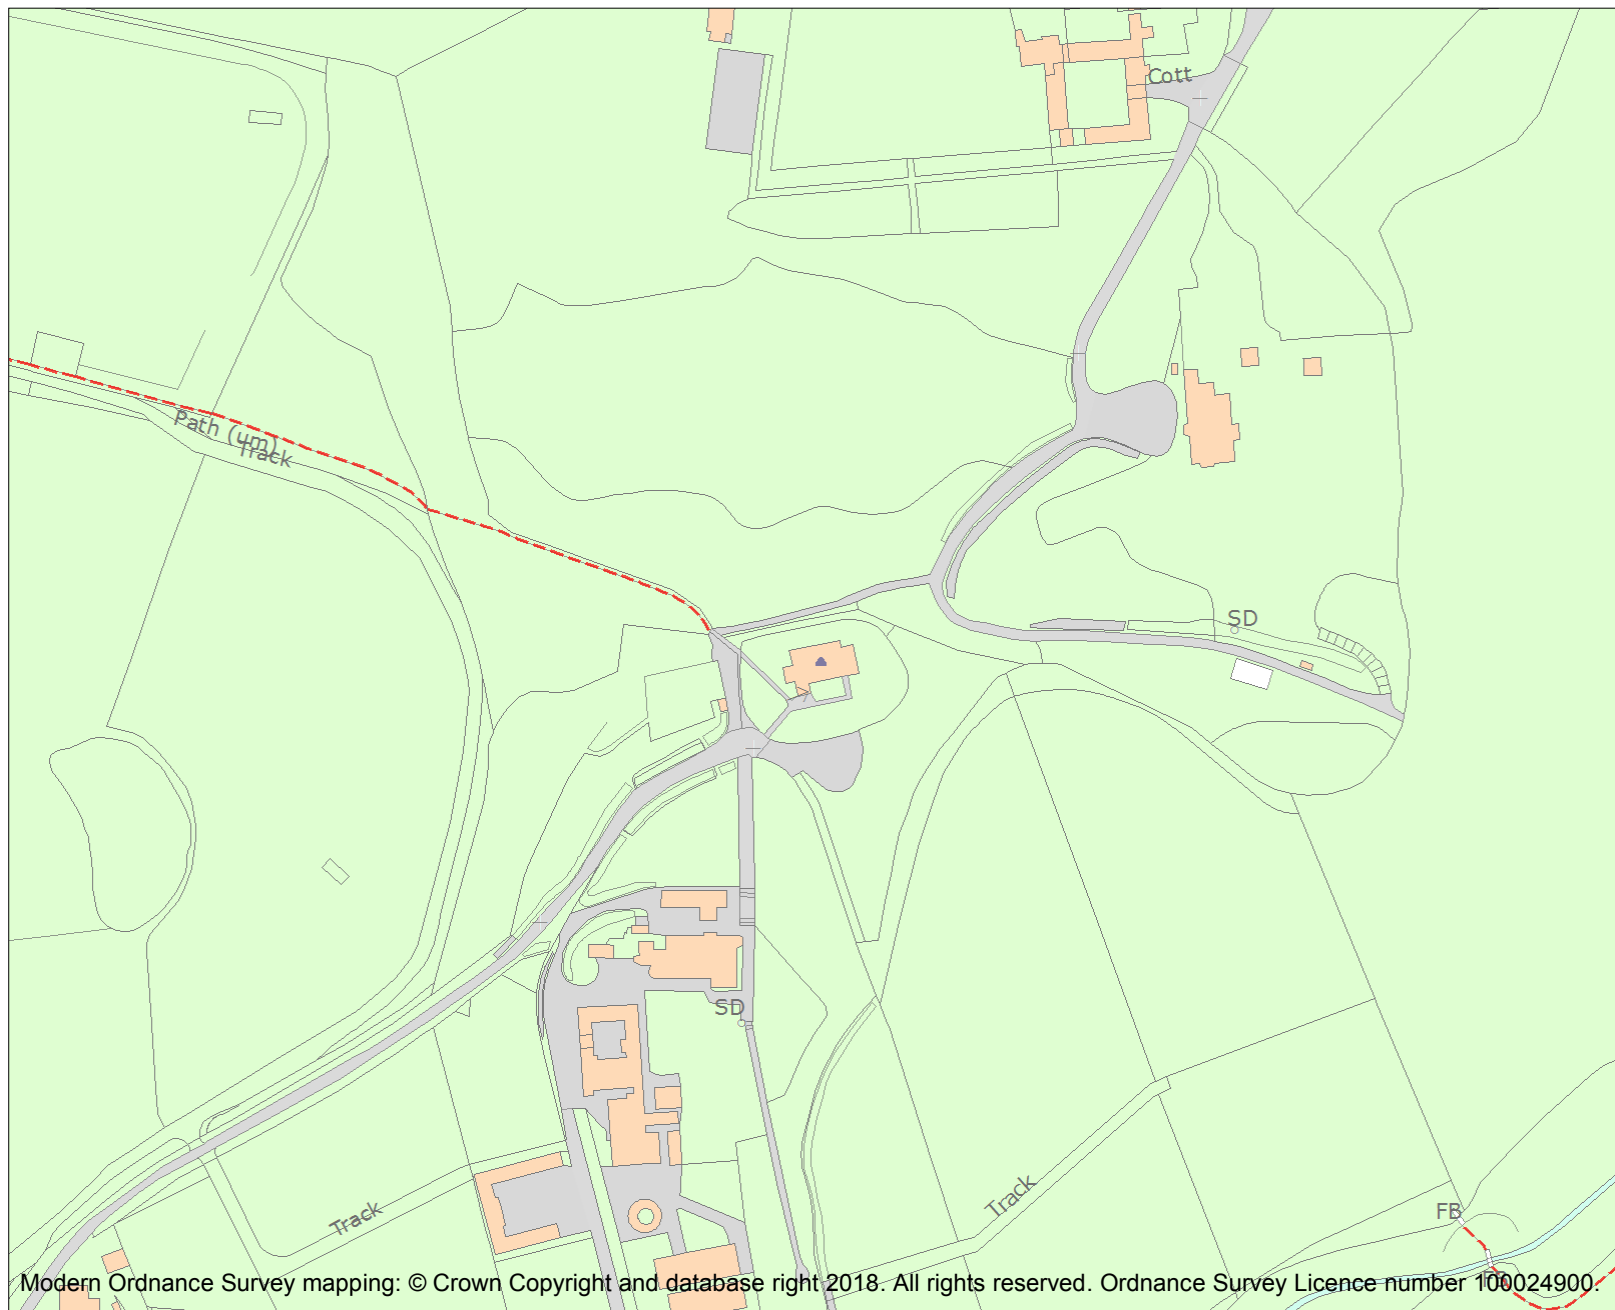 Cott
Path (um)
Track
SD
SD
Track
Track
FB
Modern Ordnance Survey mapping: © Crown Copyright and database right 2018. All rights reserved. Ordnance Survey Licence number 100024900.